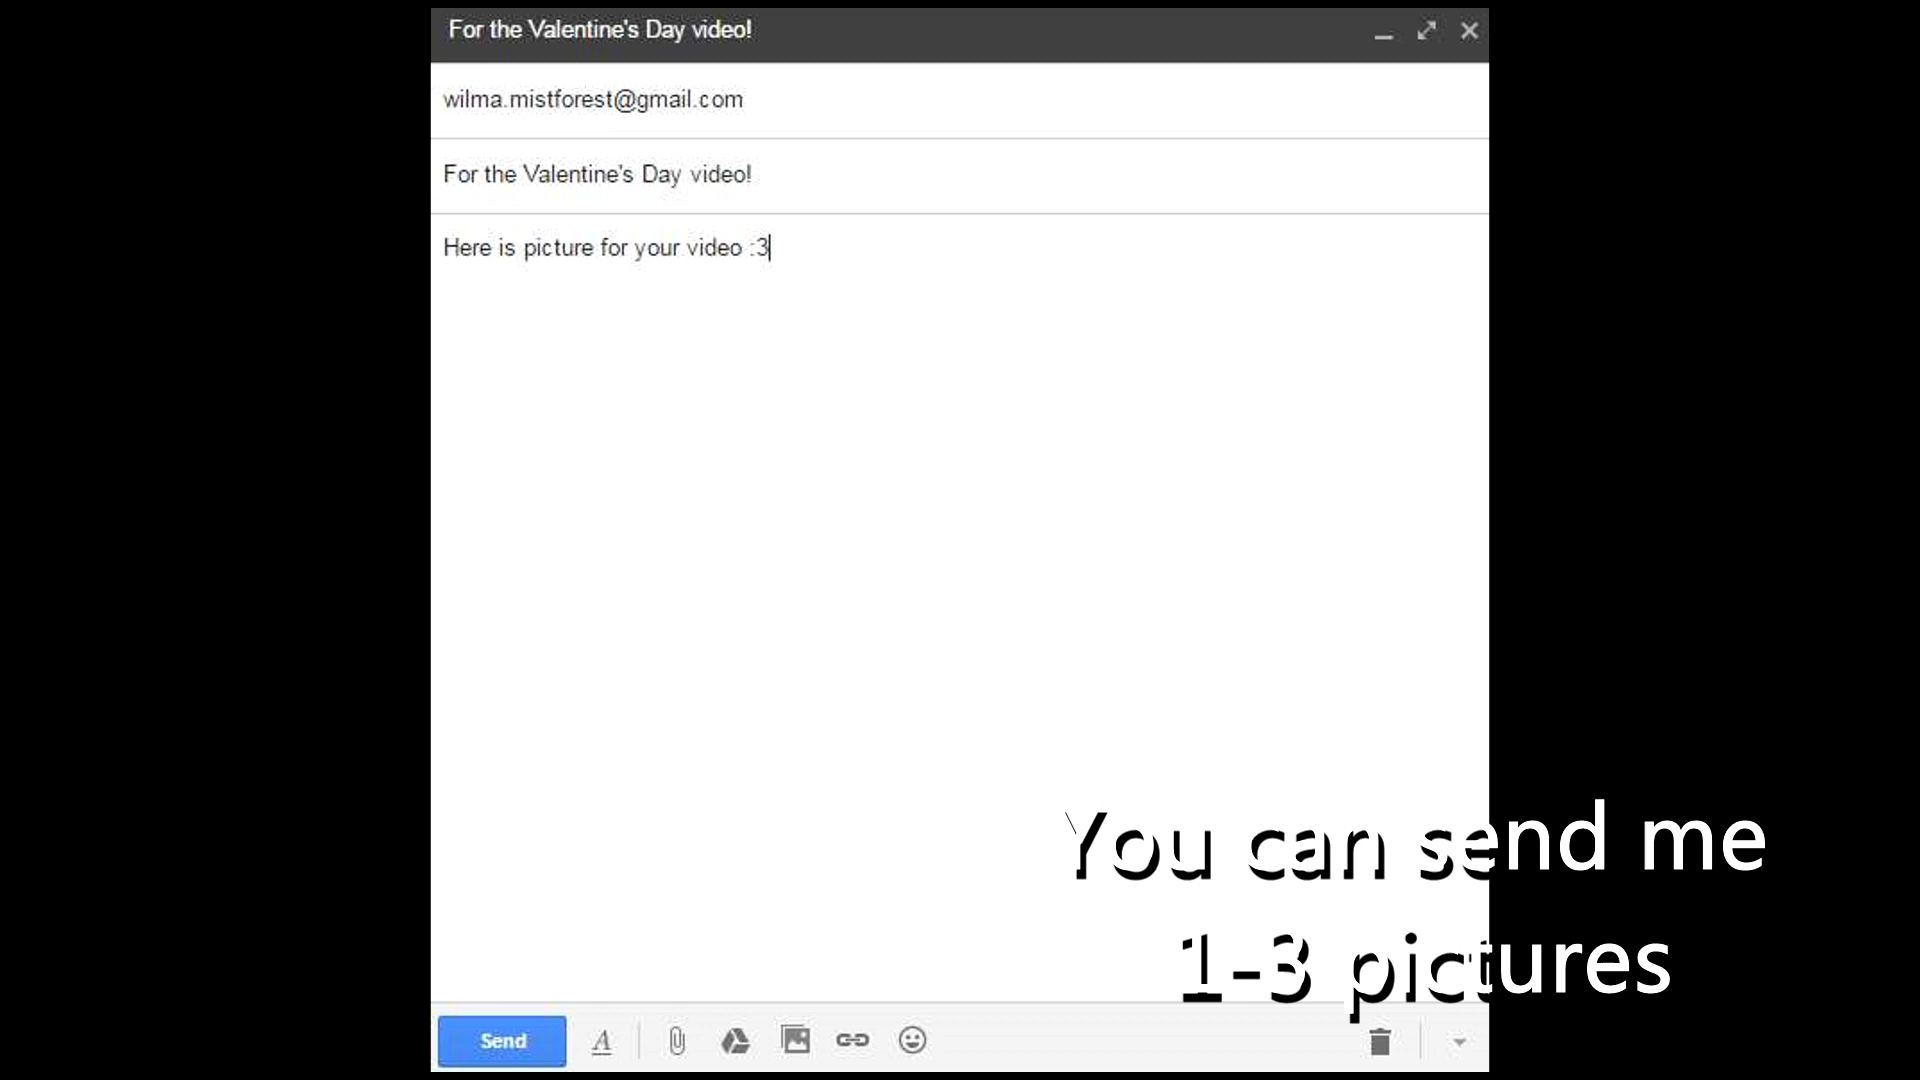 For the Valentine's Day video!
wilma.mistforest@gmail.com
For the Valentine's Day video!
Here is picture for your video :3
You can send me
1-3 pictures
Send
A